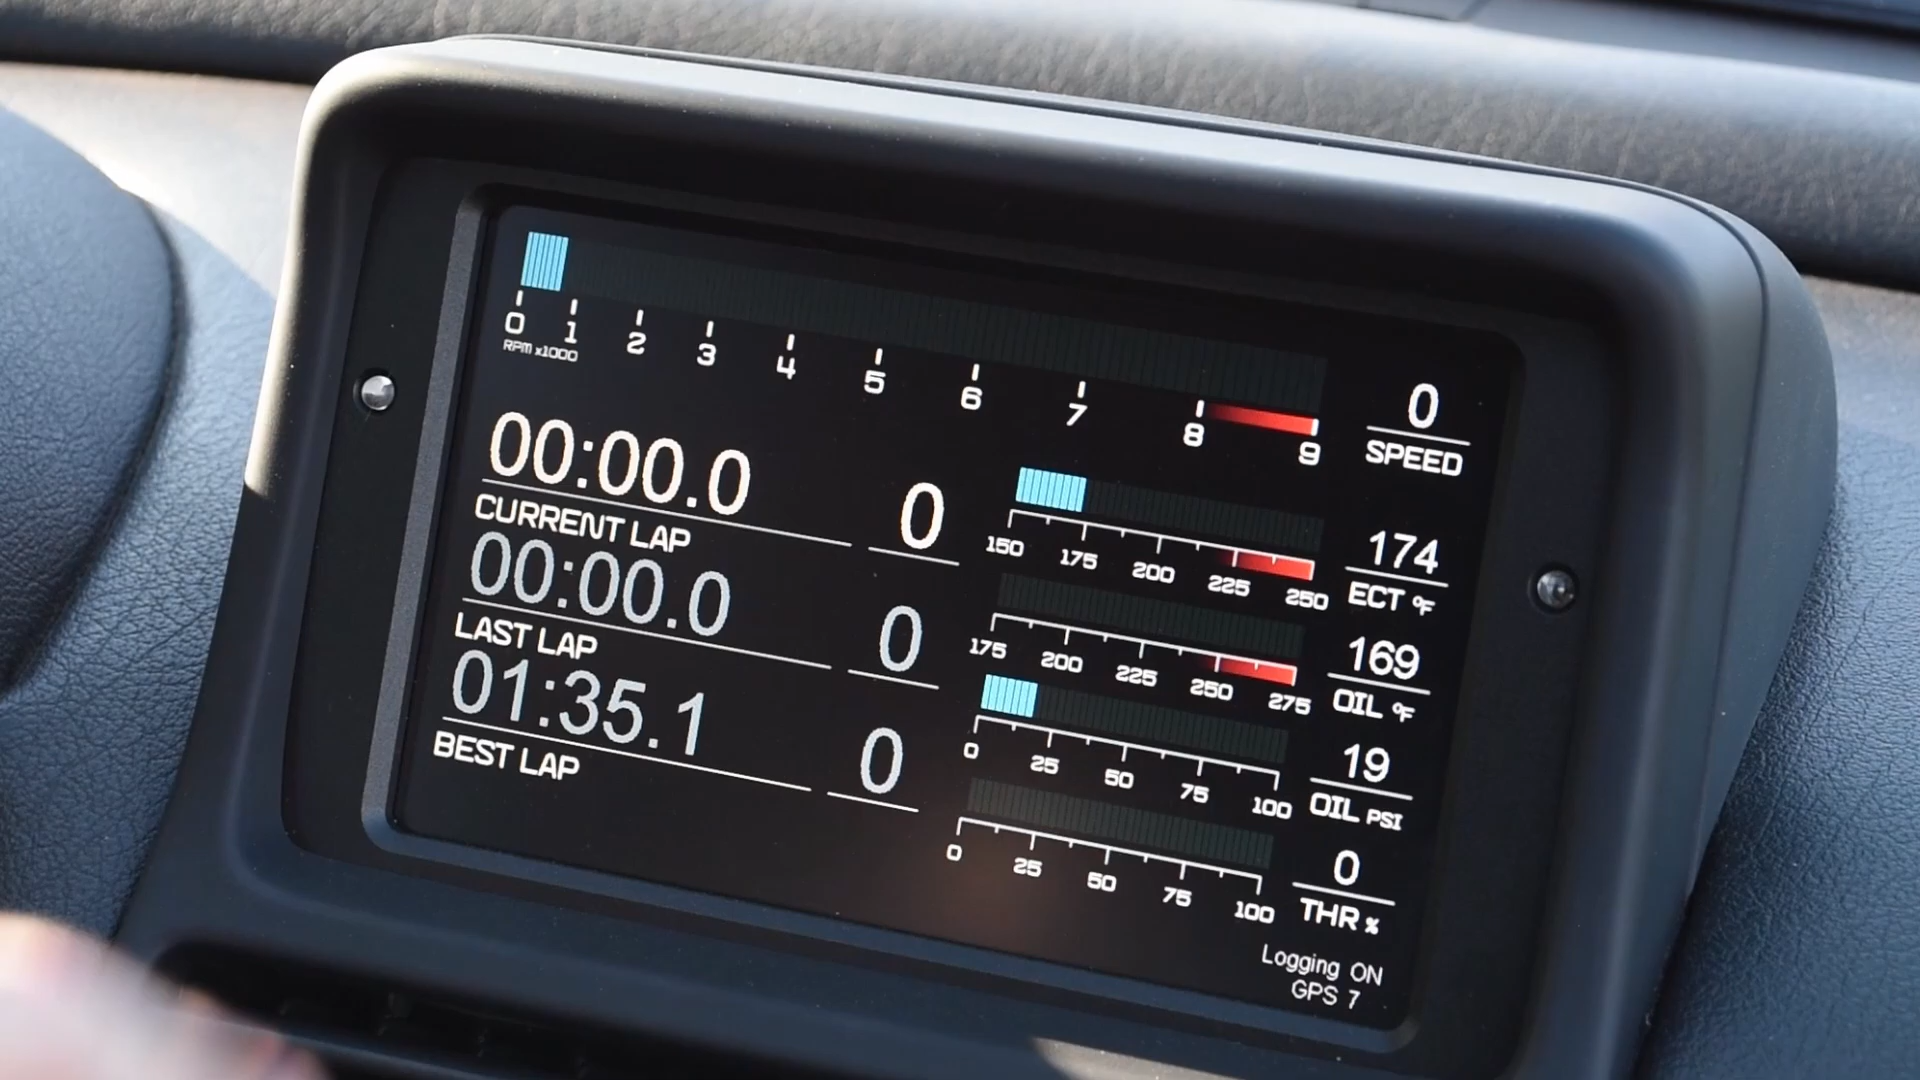 0 1 2 3 4 5 6 7 8 9
RPM x1000
0
SPEED
00:00.0 0
CURRENT LAP
00:00.0 0
LAST LAP
01:35.1 0
BEST LAP
150 175 200 225 250
174
ECT °F
175 200 225 250 275
169
OIL °F
0 25 50 75 100
19
OIL PSI
0 25 50 75 100
0
THR %
Logging ON
GPS 7